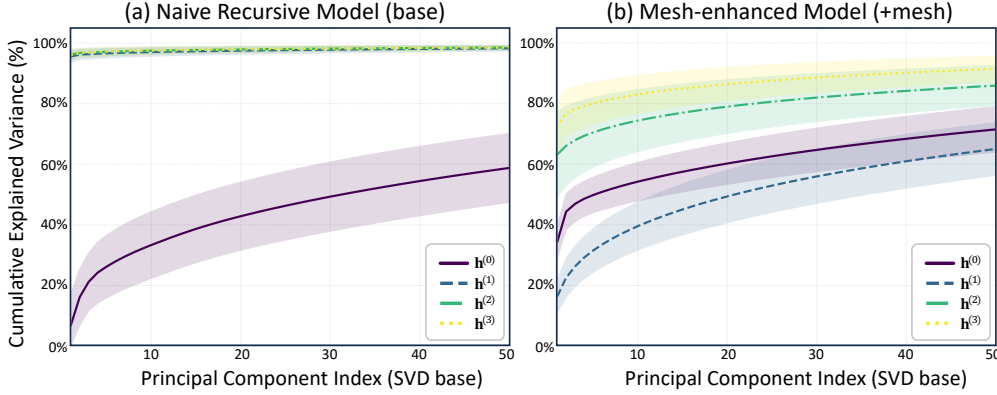 (a) Naive Recursive Model (base)
Cumulative Explained Variance (%)
100%
80%
60%
40%
20%
0%
10
20
30
40
50
Principal Component Index (SVD base)
h(0)
h(1)
h(2)
h(3)
(b) Mesh-enhanced Model (+mesh)
100%
80%
60%
40%
20%
0%
10
20
30
40
50
Principal Component Index (SVD base)
h(0)
h(1)
h(2)
h(3)